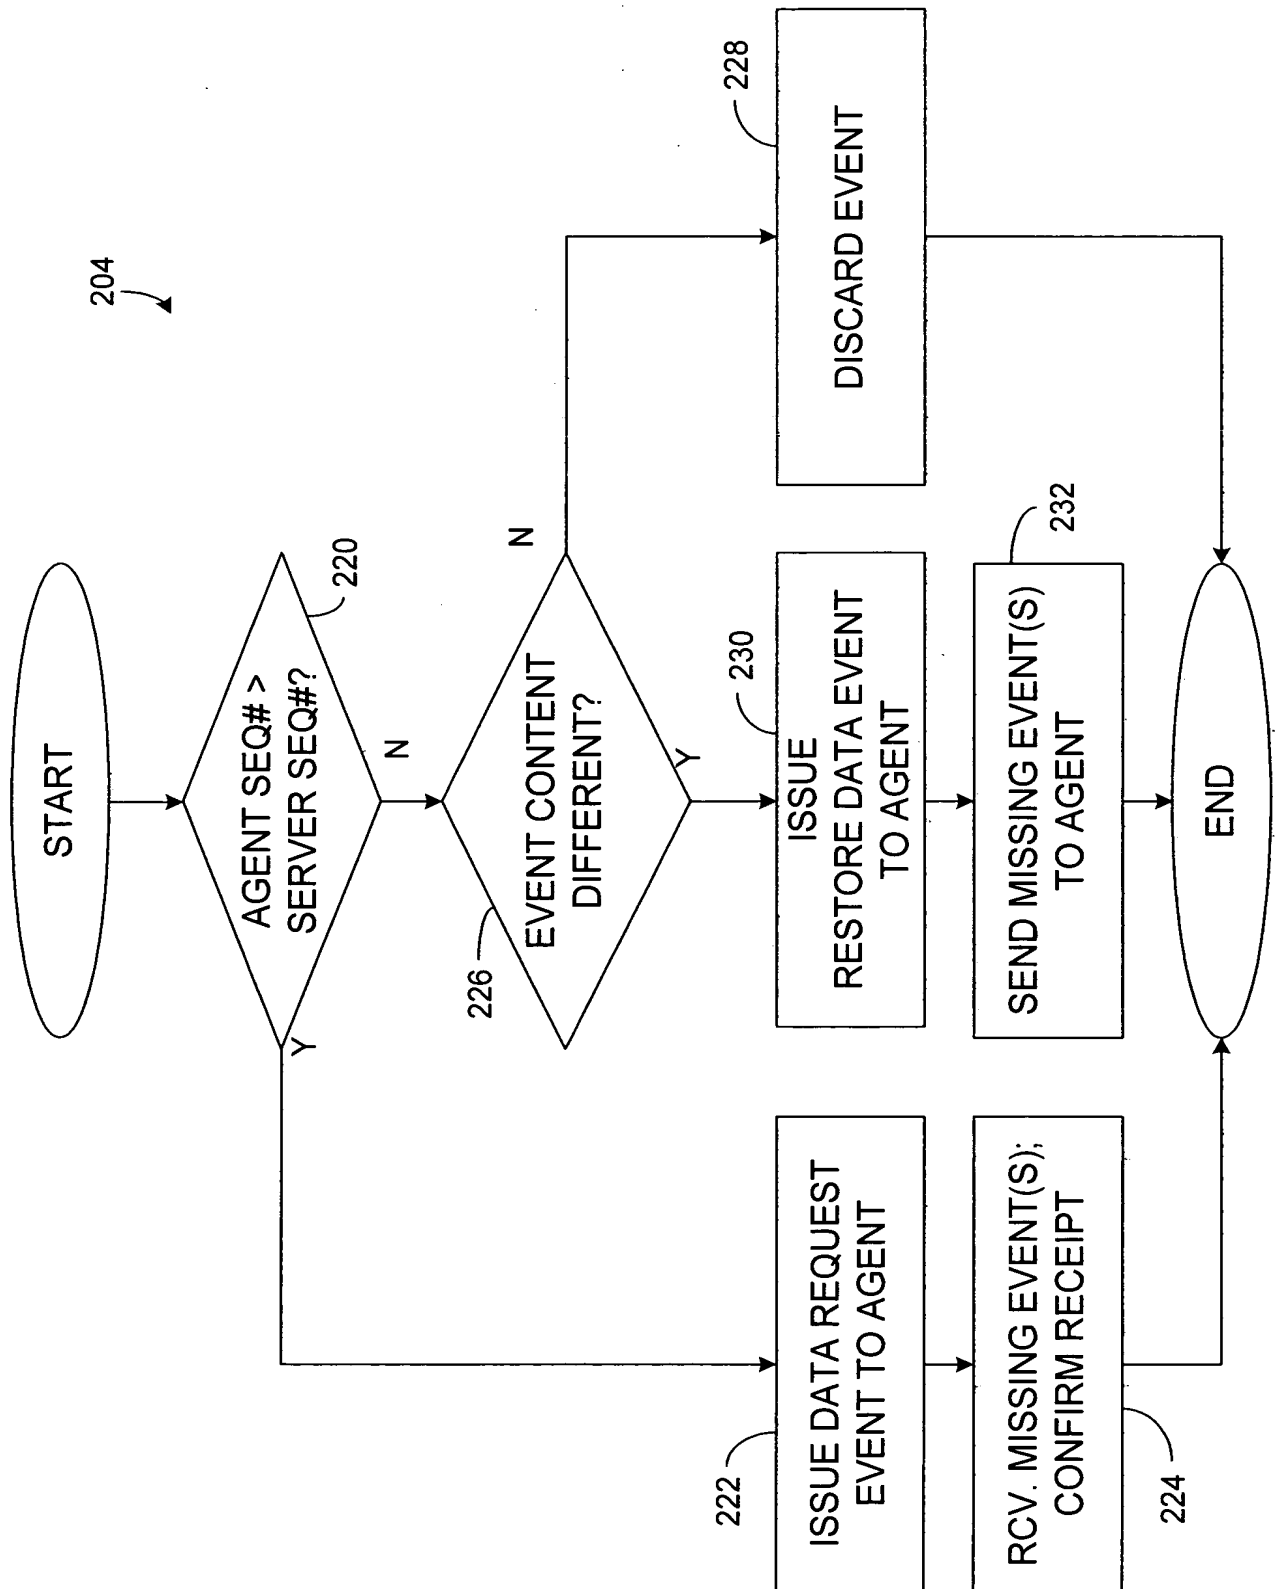 204
START
AGENT SEQ# >
SERVER SEQ#?
220
Y
N
EVENT CONTENT
DIFFERENT?
226
N
Y
ISSUE DATA REQUEST
EVENT TO AGENT
222
ISSUE
RESTORE DATA EVENT
TO AGENT
230
DISCARD EVENT
228
RCV. MISSING EVENT(S);
CONFIRM RECEIPT
224
SEND MISSING EVENT(S)
TO AGENT
232
END